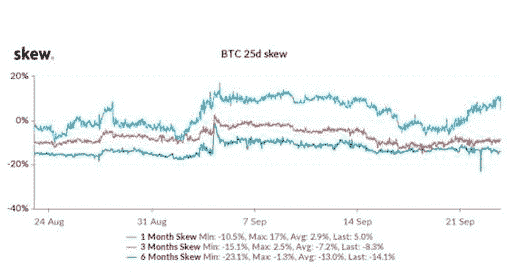 skew.
BTC 25d skew
20%
0%
-20%
-40%
24 Aug 31 Aug 7 Sep 14 Sep 21 Sep
1 Month Skew Min: -10.5%, Max: 17%, Avg: 2.9%, Last: 5.0%
3 Months Skew Min: -15.1%, Max: 2.5%, Avg: -7.2%, Last: -8.3%
6 Months Skew Min: -23.1%, Max: -1.3%, Avg: -13.0%, Last: -14.1%